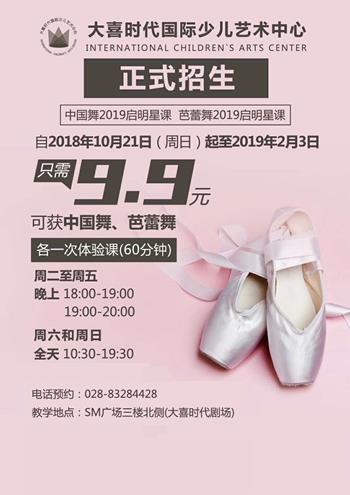 大喜时代国际少儿艺术中心
INTERNATIONAL CHILDREN`S ARTS CENTER
正式招生
中国舞2019启明星课 芭蕾舞2019启明星课
自2018年10月21日（周日）起至2019年2月3日
只需
9.9元
可获中国舞、芭蕾舞
各一次体验课(60分钟)
周二至周五
晚上 18:00-19:00
19:00-20:00
周六和周日
全天 10:30-19:30
电话预约：028-83284428
教学地点：SM广场三楼北侧(大喜时代剧场)